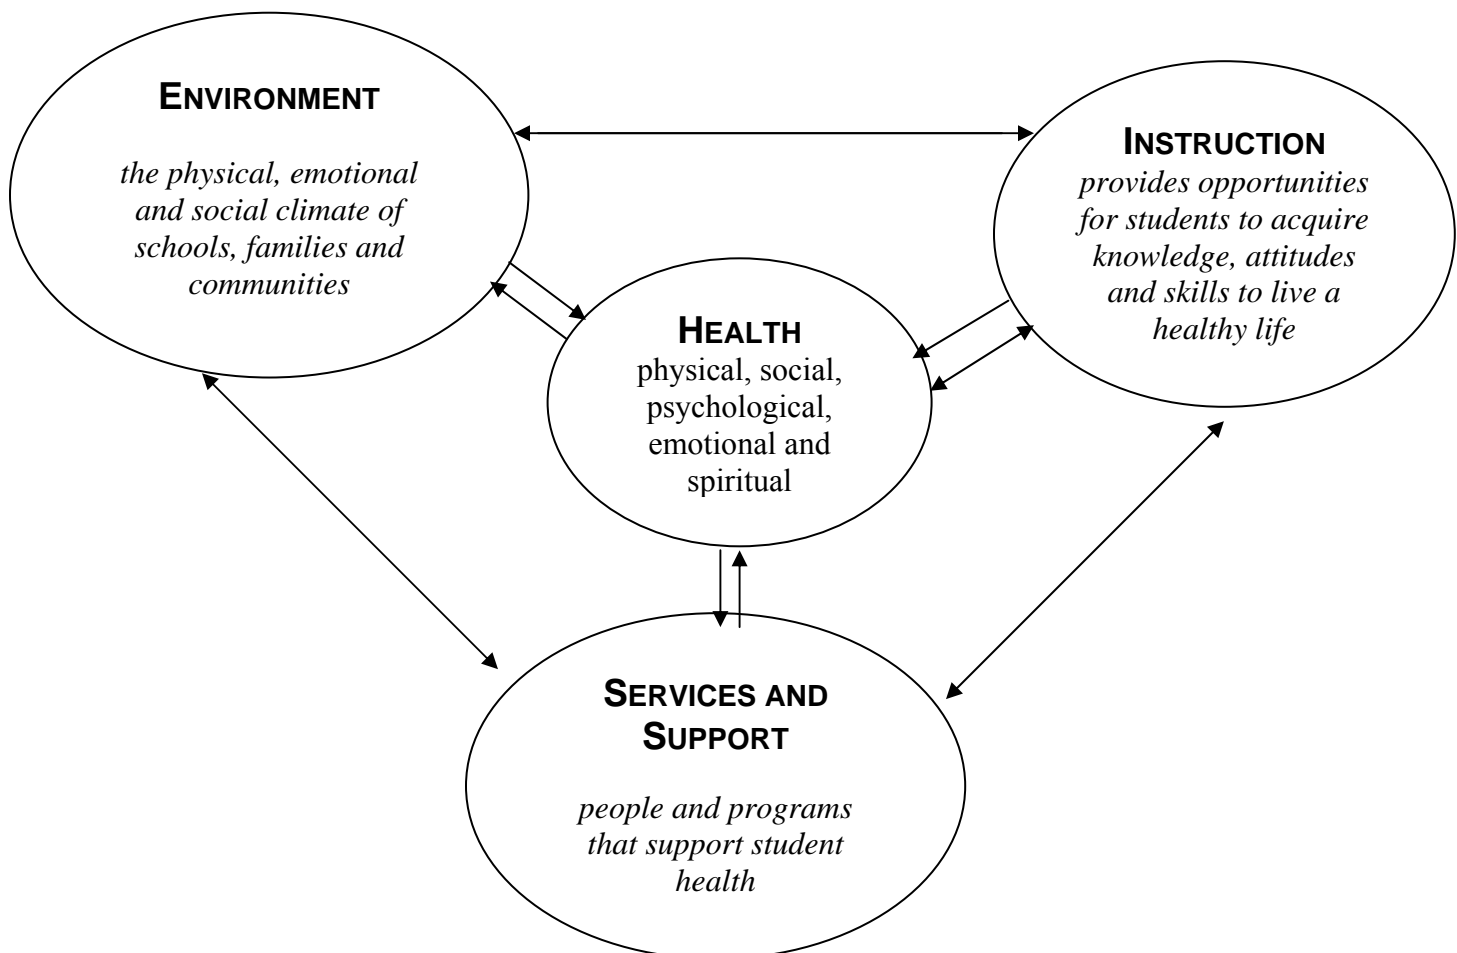 ENVIRONMENT
the physical, emotional
and social climate of
schools, families and
communities
INSTRUCTION
provides opportunities
for students to acquire
knowledge, attitudes
and skills to live a
healthy life
HEALTH
physical, social,
psychological,
emotional and
spiritual
SERVICES AND
SUPPORT
people and programs
that support student
health